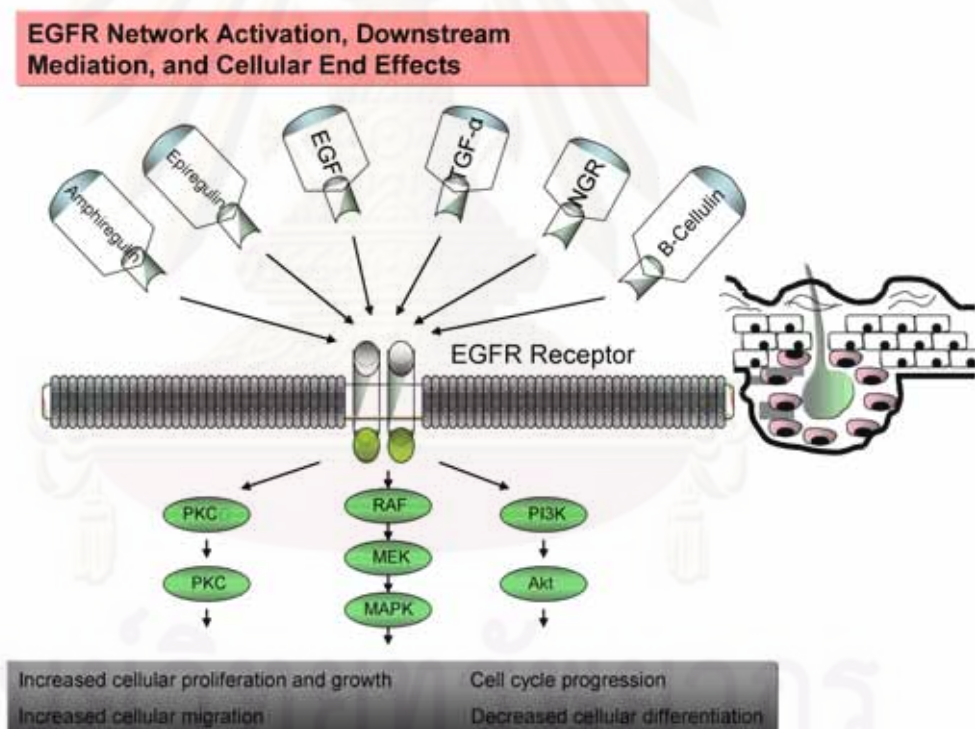 EGFR Network Activation, Downstream
Mediation, and Cellular End Effects
Amphiregulin
Epiregulin
EGF
TGF-α
NGR
B-Cellulin
EGFR Receptor
PKC
RAF
PI3K
MEK
PKC
Akt
MAPK
Increased cellular proliferation and growth
Cell cycle progression
Increased cellular migration
Decreased cellular differentiation